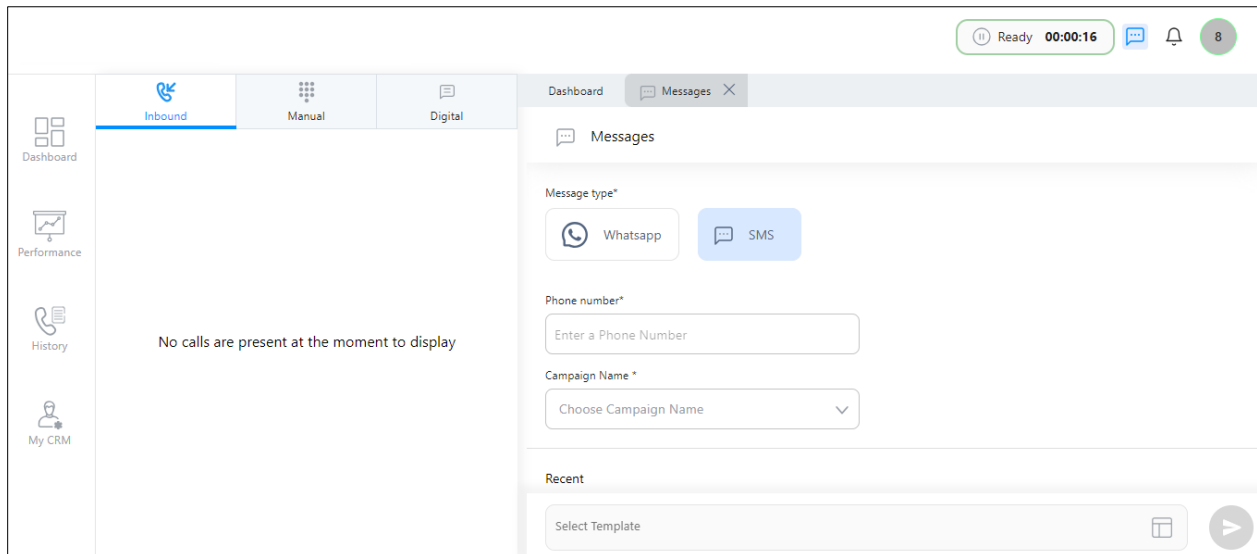 Ready 00:00:16
8
Dashboard
Performance
History
My CRM
Inbound
Manual
Digital
No calls are present at the moment to display
Dashboard
Messages
Messages
Message type*
Whatsapp
SMS
Phone number*
Enter a Phone Number
Campaign Name *
Choose Campaign Name
Recent
Select Template